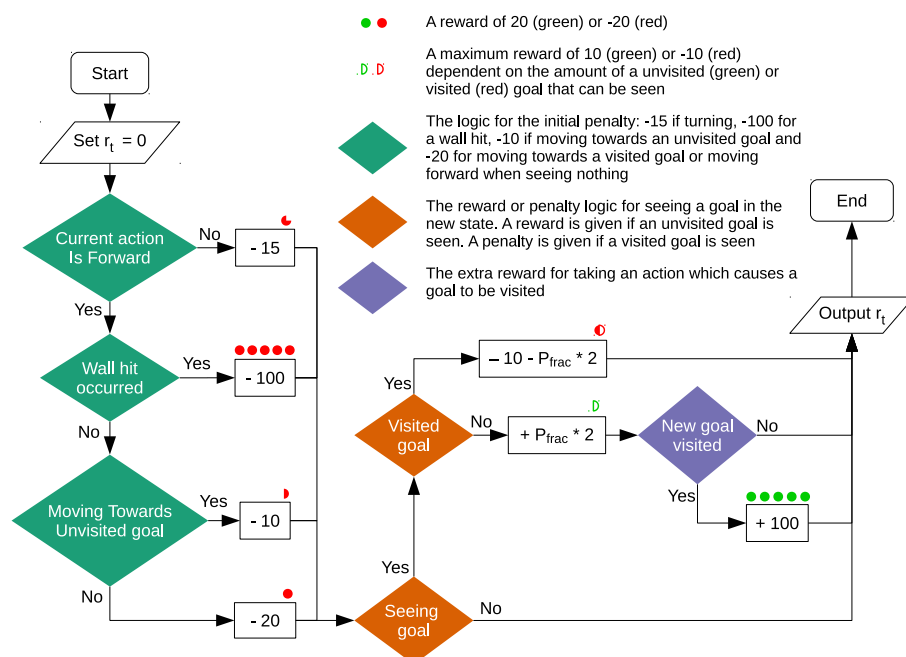 A reward of 20 (green) or -20 (red)
.D .D
A maximum reward of 10 (green) or -10 (red)
dependent on the amount of a unvisited (green) or
visited (red) goal that can be seen
The logic for the initial penalty: -15 if turning, -100 for
a wall hit, -10 if moving towards an unvisited goal and
-20 for moving towards a visited goal or moving
forward when seeing nothing
The reward or penalty logic for seeing a goal in the
new state. A reward is given if an unvisited goal is
seen. A penalty is given if a visited goal is seen
The extra reward for taking an action which causes a
goal to be visited
Start
Set r_t = 0
Current action
Is Forward
No
- 15
Yes
Wall hit
occurred
Yes
- 100
No
Moving Towards
Unvisited goal
Yes
- 10
No
- 20
Seeing
goal
Yes
No
Visited
goal
Yes
– 10 - P_frac * 2
No
.D
+ P_frac * 2
New goal
visited
No
Yes
+ 100
Output r_t
End